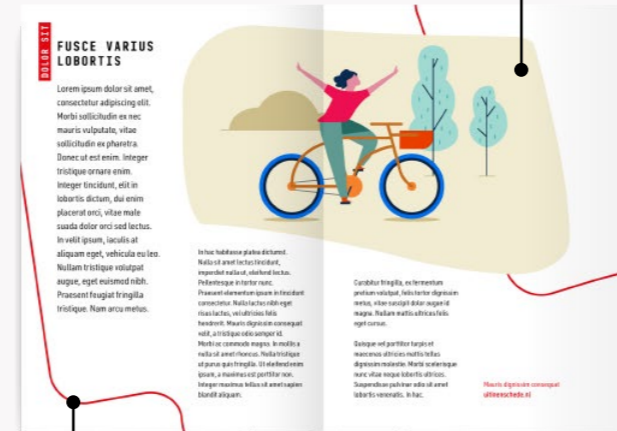 DOLOR SIT
FUSCE VARIUS
LOBORTIS
Lorem ipsum dolor sit amet,
consectetur adipiscing elit.
Morbi sollicitudin ex nec
mauris vulputate, vitae
sollicitudin ex pharetra.
Donec ut est enim. Integer
tristique ornare enim.
Integer tincidunt, elit in
lobortis dictum, dui enim
placerat orci, vitae male
suada dolor orci sed lectus.
In velit ipsum, iaculis at
aliquam eget, vehicula eu leo.
Nullam tristique volutpat
augue, eget euismod nibh.
Praesent feugiat fringilla
tristique. Nam arcu metus.
In hac habitasse platea dictumst.
Nulla sit amet lectus tincidunt,
imperdiet nulla ut, eleifend lectus.
Pellentesque in tortor nunc.
Praesent elementum ipsum in tincidunt
consectetur. Nulla luctus nibh eget
risus luctus, vel ultricies felis
hendrerit. Mauris dignissim consequat
velit, a tristique odio semper id.
Morbi ac commodo magna. In mollis a
nulla sit amet rhoncus. Nulla tristique
ut purus quis fringilla. Ut eleifend enim
ipsum, a maximus est porttitor non.
Integer maximus tellus sit amet sapien
blandit aliquam.
Curabitur fringilla, ex fermentum
pretium volutpat, felis tortor dignissim
metus, vitae suscipit dolor augue id
magna. Nullam mattis ultrices felis
eget cursus.
Quisque vel porttitor turpis et
maecenas ultricies mattis tellus
dignissim molestie. Morbi scelerisque
nunc vitae neque lobortis ultrices.
Suspendisse pulvinar odio sit amet
lobortis venenatis. In hac.
Mauris dignissim consequat
uitinenschede.nl